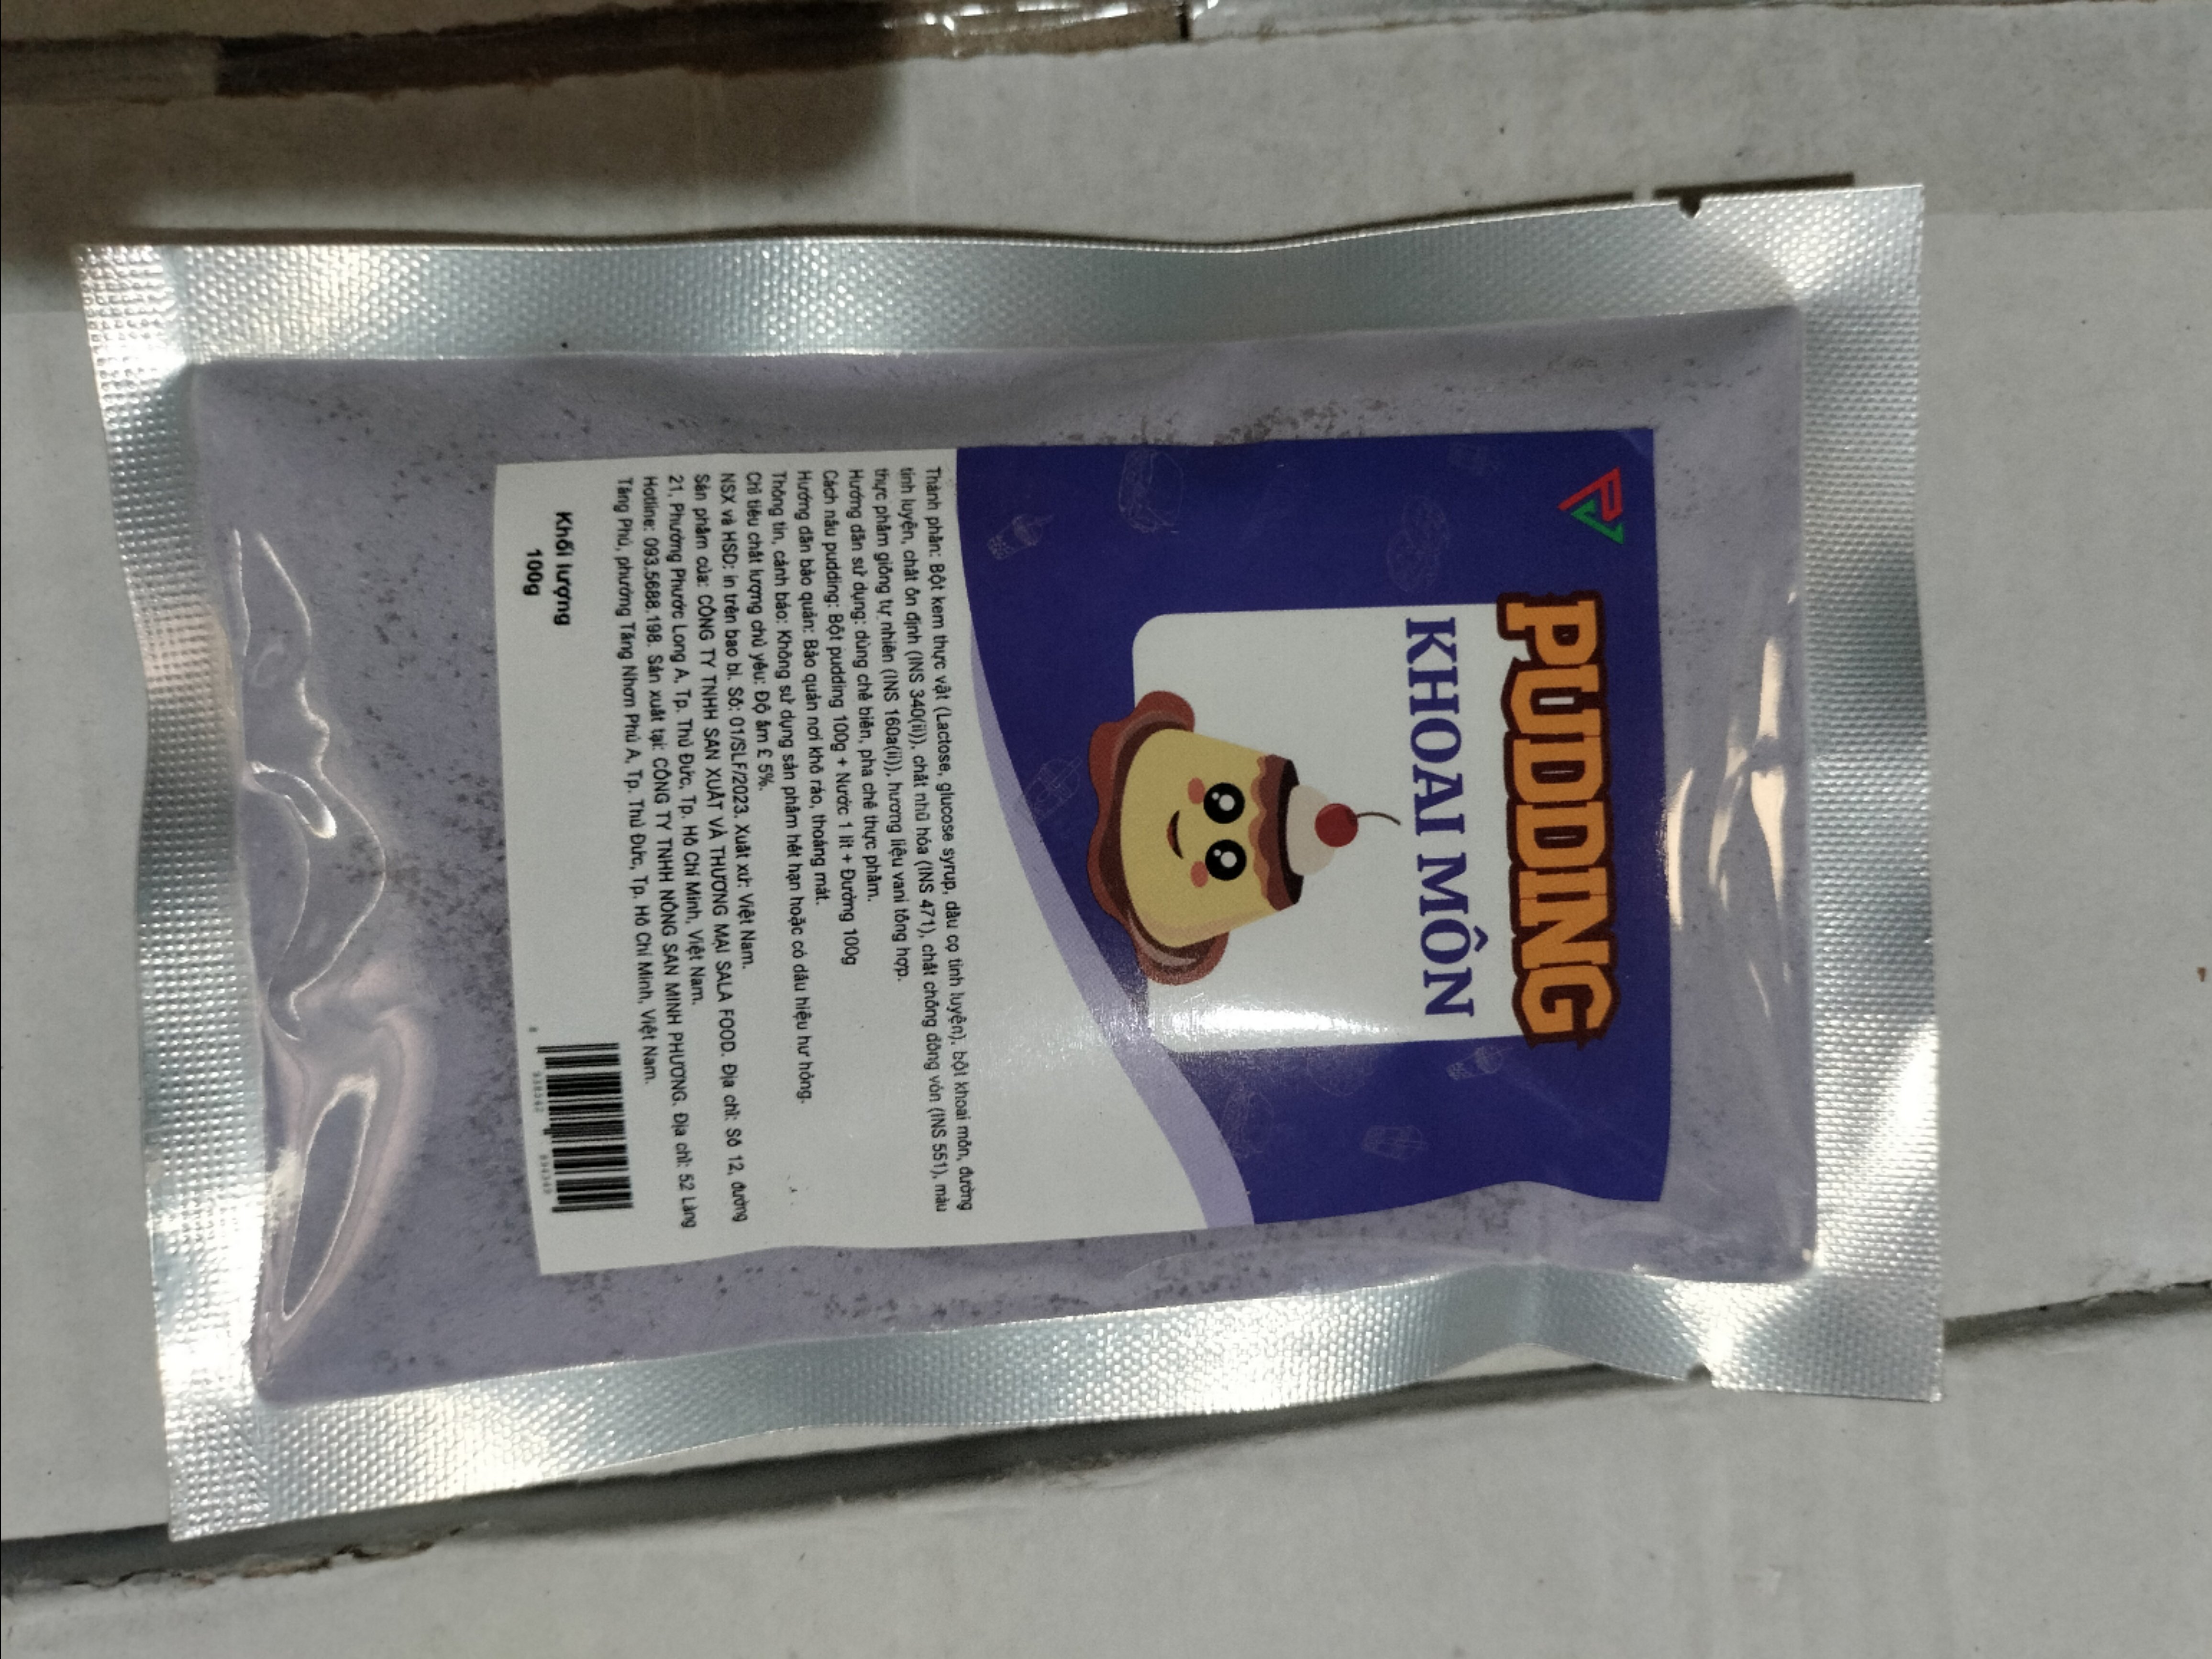 PUDDING
KHOAI MÔN
Thành phần: Bột kem thực vật (Lactose, glucose syrup, dầu cọ tinh luyện), bột khoai môn, đường
tinh luyện, chất ổn định (INS 340(ii)), chất nhũ hóa (INS 471), chất chống đông vón (INS 551), màu
thực phẩm giống tự nhiên (INS 160a(ii)), hương liệu vani tổng hợp.
Hướng dẫn sử dụng: dùng chế biến, pha chế thực phẩm.
Cách nấu pudding: Bột pudding 100g + Nước 1 lít + Đường 100g
Hướng dẫn bảo quản: Bảo quản nơi khô ráo, thoáng mát.
Thông tin, cảnh báo: Không sử dụng sản phẩm hết hạn hoặc có dấu hiệu hư hỏng.
Chỉ tiêu chất lượng chủ yếu: Độ ẩm £ 5%.
NSX và HSD: in trên bao bì. Số: 01/SLF/2023. Xuất xứ: Việt Nam.
Sản phẩm của: CÔNG TY TNHH SẢN XUẤT VÀ THƯƠNG MẠI SALA FOOD. Địa chỉ: Số 12, đường
21, Phường Phước Long A, Tp. Thủ Đức, Tp. Hồ Chí Minh, Việt Nam.
Hotline: 093.5688.198. Sản xuất tại: CÔNG TY TNHH NÔNG SẢN MINH PHƯƠNG. Địa chỉ: 52 Làng
Tăng Phú, phường Tăng Nhơn Phú A, Tp. Thủ Đức, Tp. Hồ Chí Minh, Việt Nam.
Khối lượng
100g